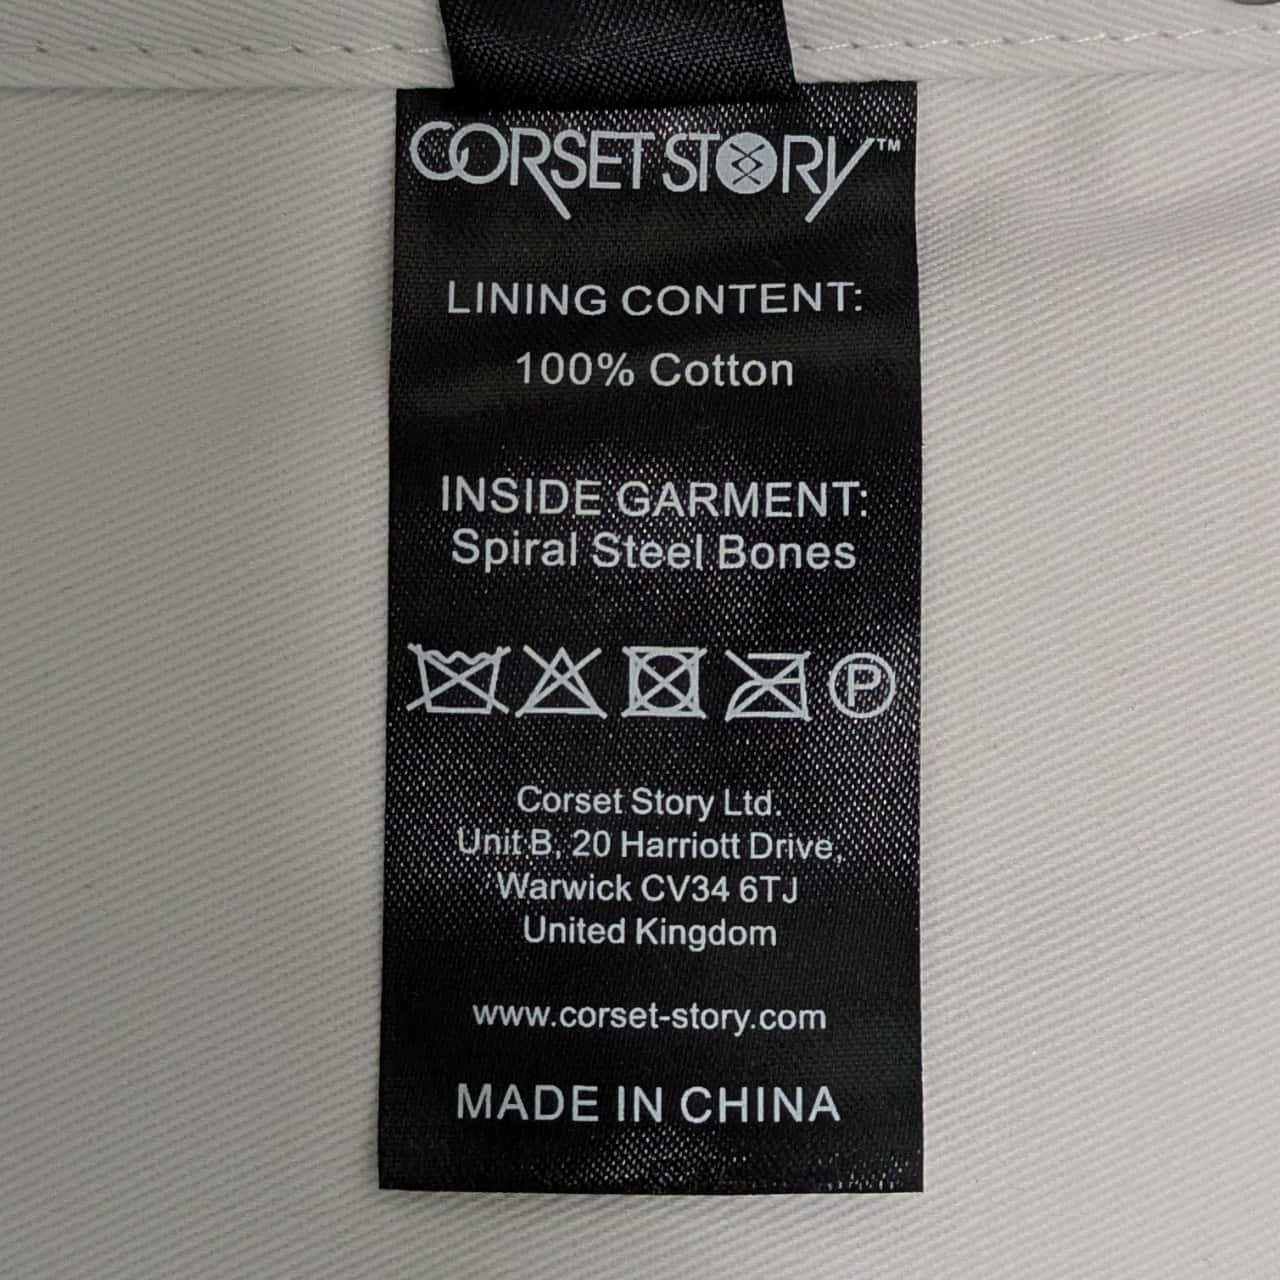 CORSET STORY™
LINING CONTENT:
100% Cotton
INSIDE GARMENT:
Spiral Steel Bones
P
Corset Story Ltd.
Unit B, 20 Harriott Drive,
Warwick CV34 6TJ
United Kingdom
www.corset-story.com
MADE IN CHINA